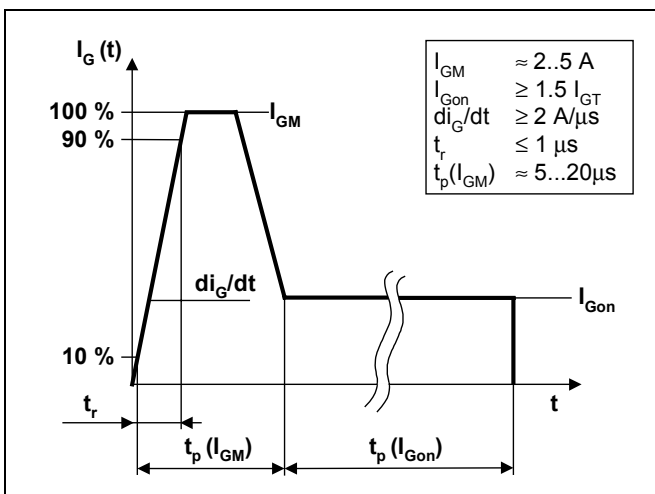 I_G (t)
100 %
90 %
I_GM
di_G/dt
10 %
I_Gon
t
t_r
t_p (I_GM)
t_p (I_Gon)
I_GM ≈ 2..5 A
I_Gon ≥ 1.5 I_GT
di_G/dt ≥ 2 A/μs
t_r ≤ 1 μs
t_p(I_GM) ≈ 5...20μs